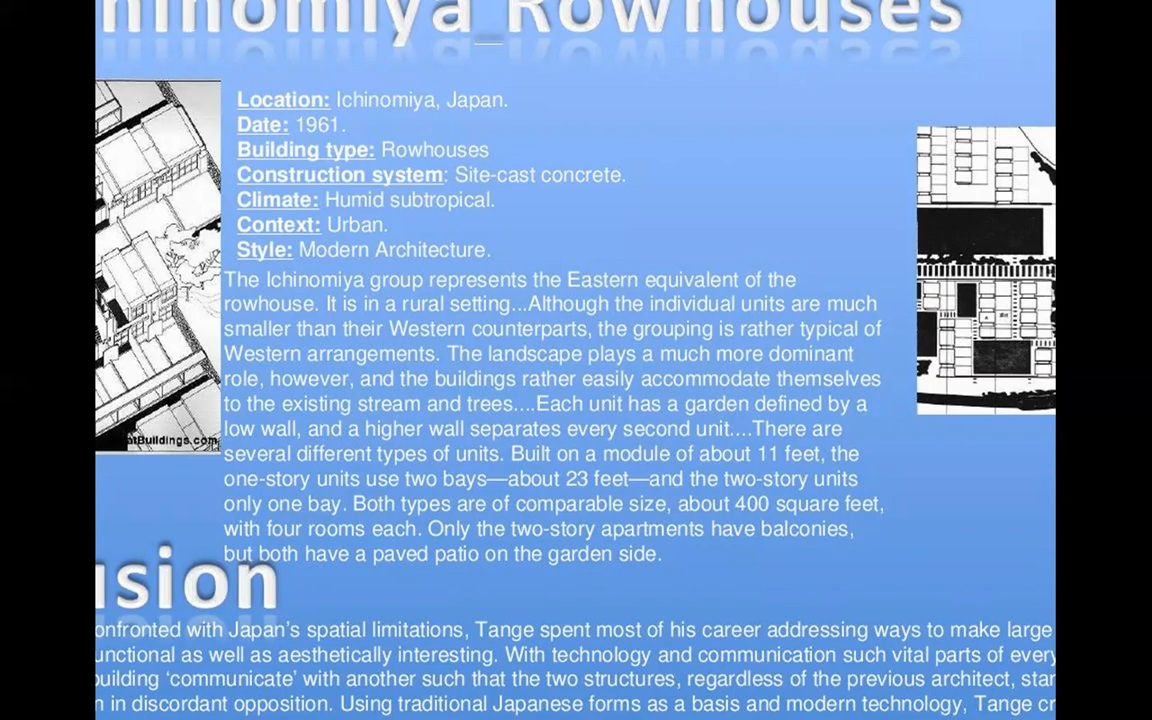 hinomiya_Rowhouses
Location: Ichinomiya, Japan.
Date: 1961.
Building type: Rowhouses
Construction system: Site-cast concrete.
Climate: Humid subtropical.
Context: Urban.
Style: Modern Architecture.
The Ichinomiya group represents the Eastern equivalent of the
rowhouse. It is in a rural setting...Although the individual units are much
smaller than their Western counterparts, the grouping is rather typical of
Western arrangements. The landscape plays a much more dominant
role, however, and the buildings rather easily accommodate themselves
to the existing stream and trees....Each unit has a garden defined by a
low wall, and a higher wall separates every second unit....There are
several different types of units. Built on a module of about 11 feet, the
one-story units use two bays—about 23 feet—and the two-story units
only one bay. Both types are of comparable size, about 400 square feet,
with four rooms each. Only the two-story apartments have balconies,
but both have a paved patio on the garden side.
atBuildings.com
usion
onfronted with Japan's spatial limitations, Tange spent most of his career addressing ways to make large
unctional as well as aesthetically interesting. With technology and communication such vital parts of every
building ‘communicate’ with another such that the two structures, regardless of the previous architect, star
n in discordant opposition. Using traditional Japanese forms as a basis and modern technology, Tange cr